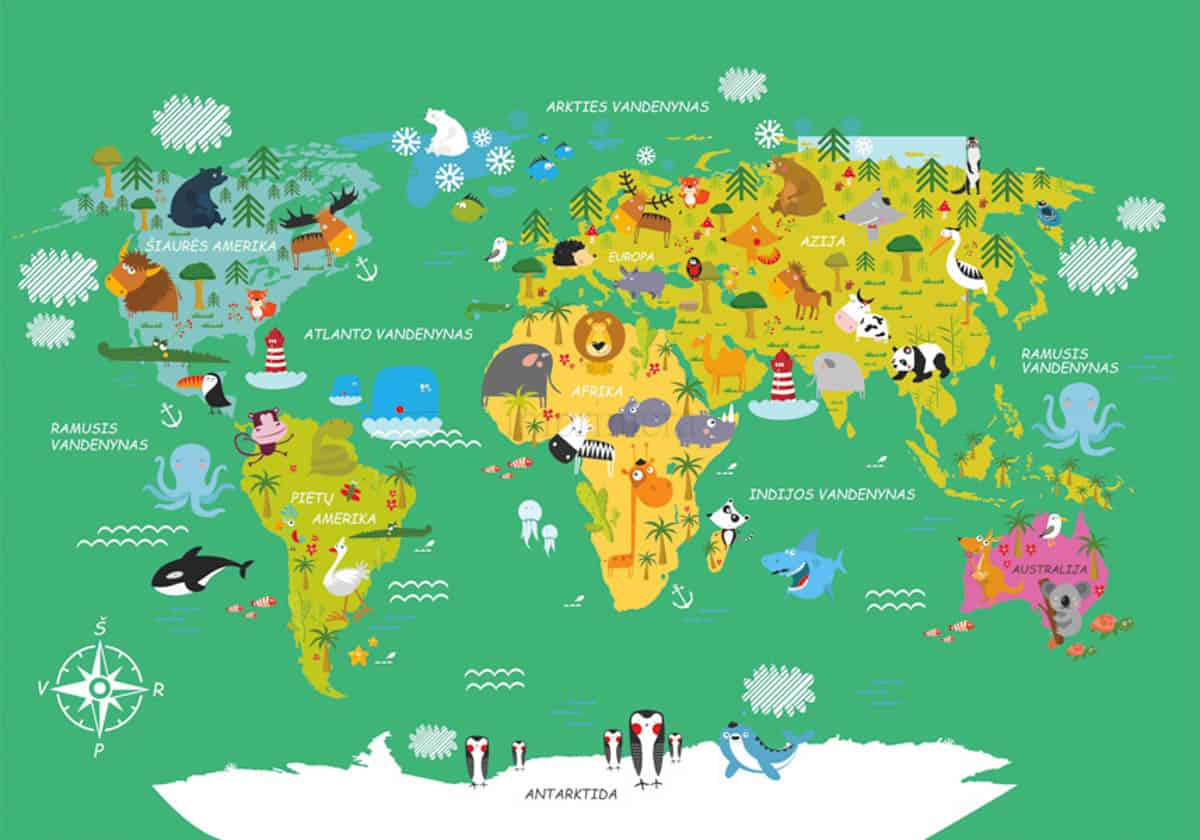 ARKTIES VANDENYNAS
ŠIAURĖS AMERIKA
AZIJA
EUROPA
ATLANTO VANDENYNAS
RAMUSIS
VANDENYNAS
AFRIKA
RAMUSIS
VANDENYNAS
PIETŲ
AMERIKA
INDIJOS VANDENYNAS
AUSTRALIJA
Š
V
R
P
ANTARKTIDA